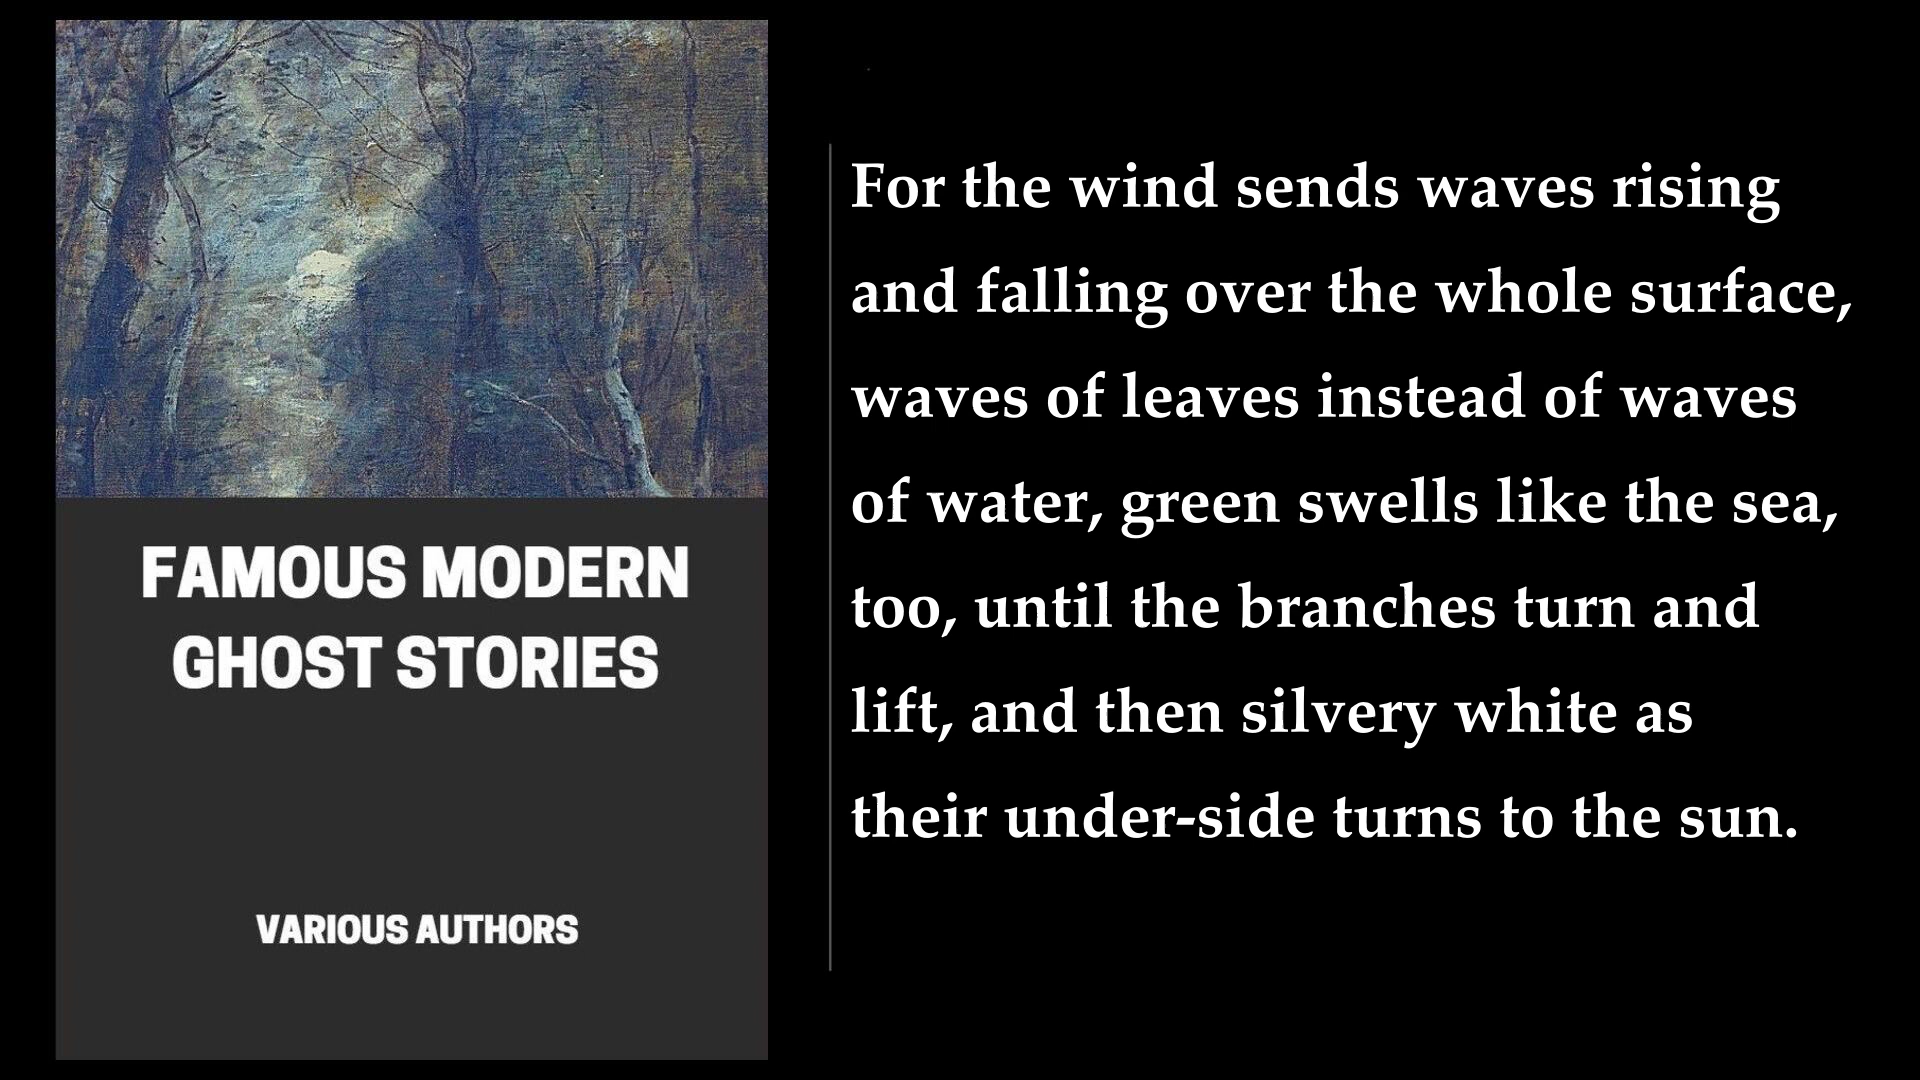 FAMOUS MODERN
GHOST STORIES
VARIOUS AUTHORS
For the wind sends waves rising
and falling over the whole surface,
waves of leaves instead of waves
of water, green swells like the sea,
too, until the branches turn and
lift, and then silvery white as
their under-side turns to the sun.